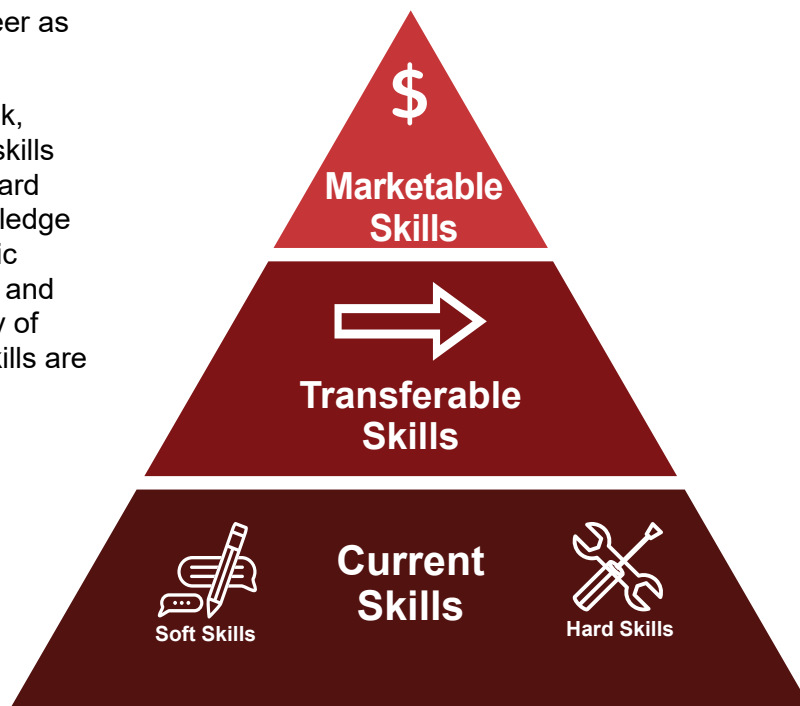 eer as
k,
skills
ard
ledge
ic
and
y of
kills are
$
Marketable
Skills
Transferable
Skills
Current
Skills
Soft Skills
Hard Skills